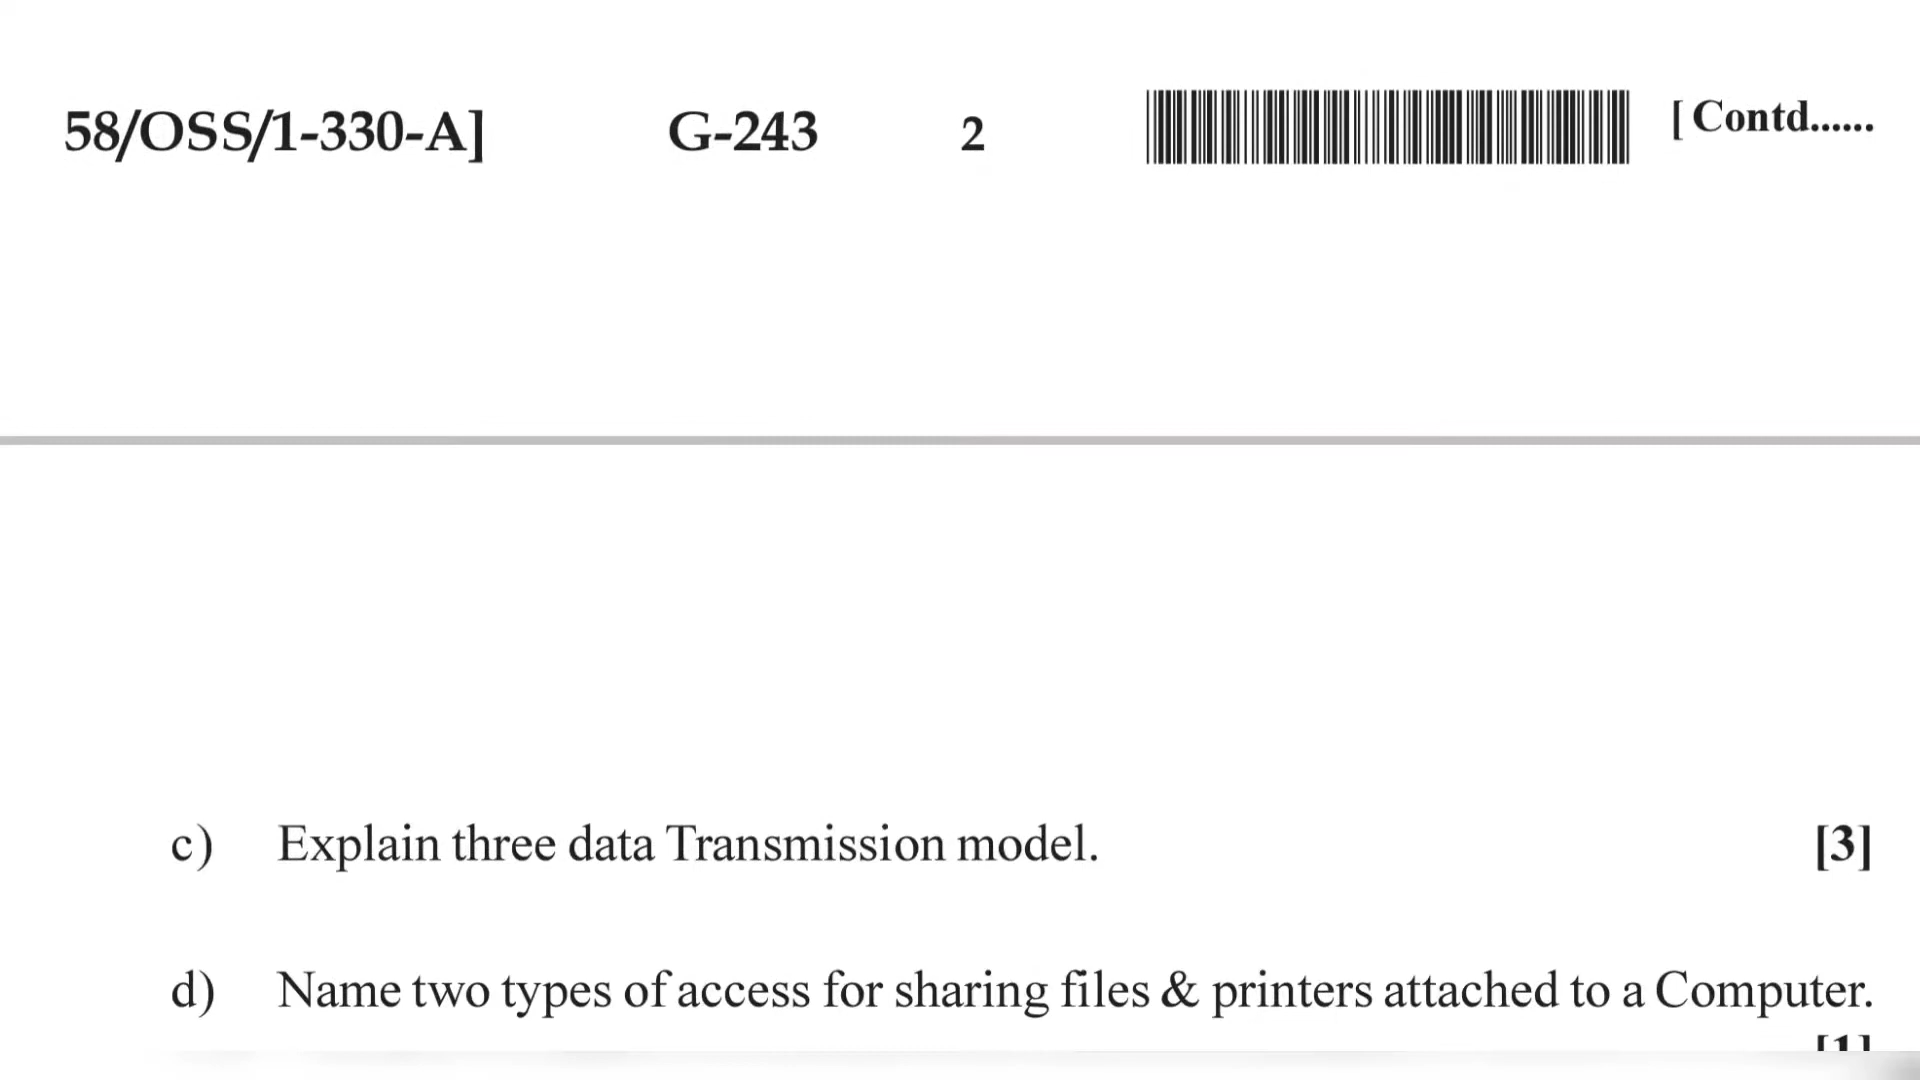 58/OSS/1-330-A] G-243 2 [ Contd......
c) Explain three data Transmission model. [3]
d) Name two types of access for sharing files & printers attached to a Computer.
[1]